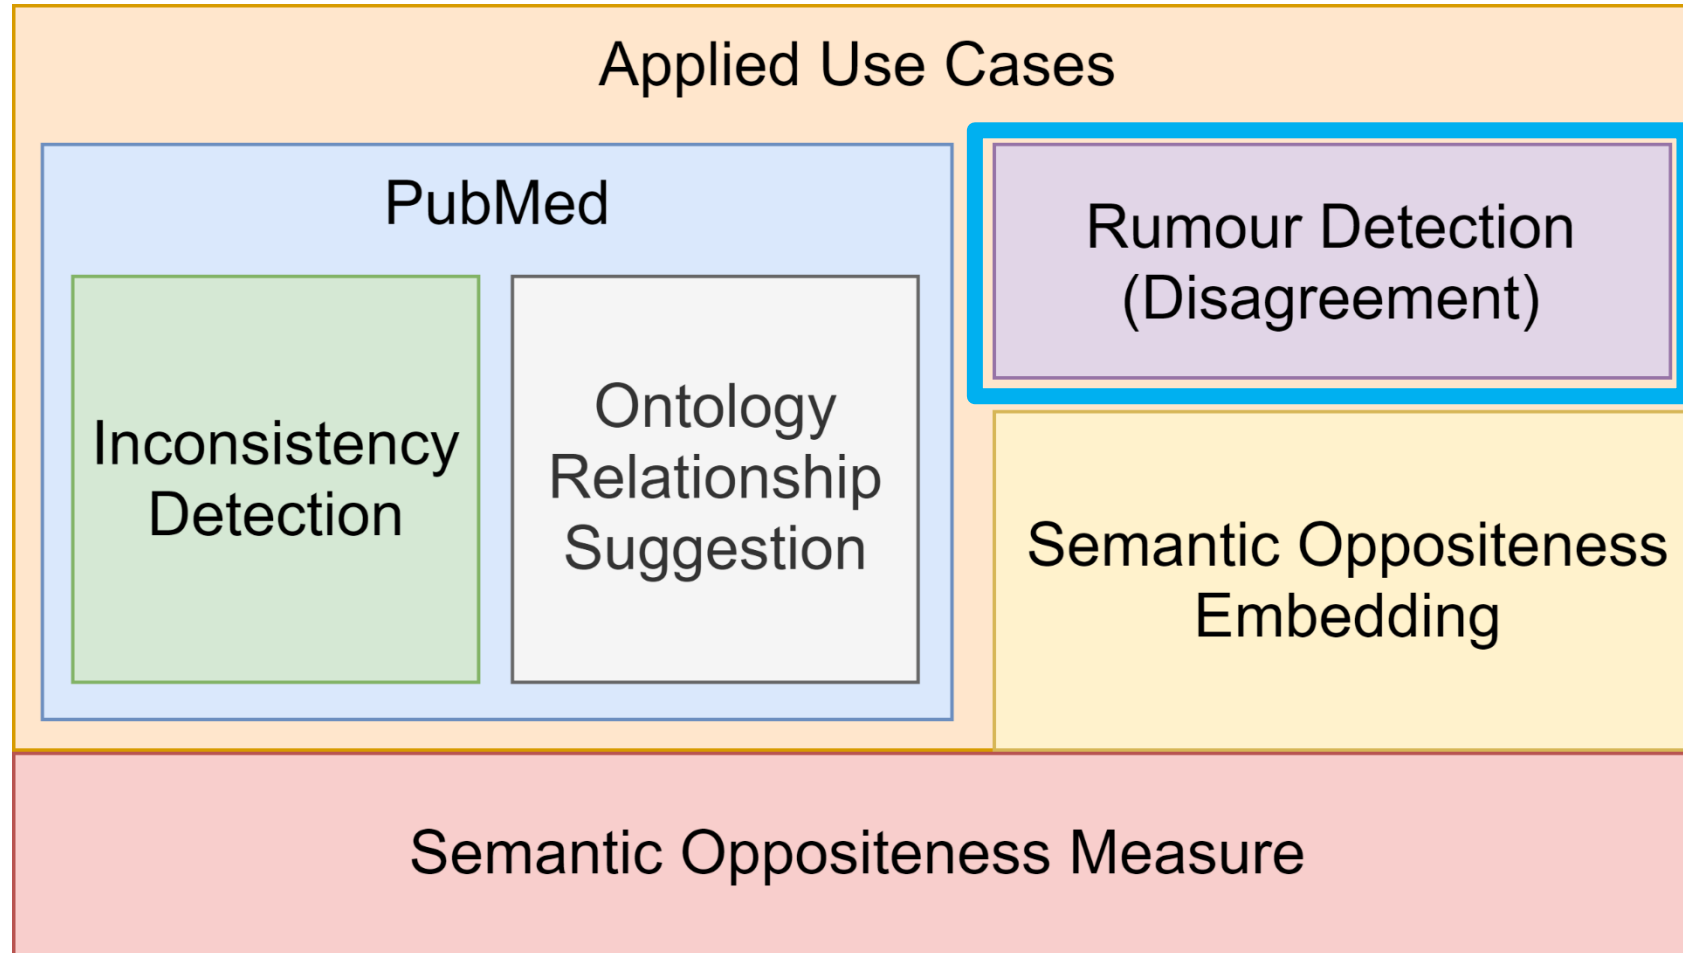 Applied Use Cases
PubMed
Inconsistency
Detection
Ontology
Relationship
Suggestion
Rumour Detection
(Disagreement)
Semantic Oppositeness
Embedding
Semantic Oppositeness Measure